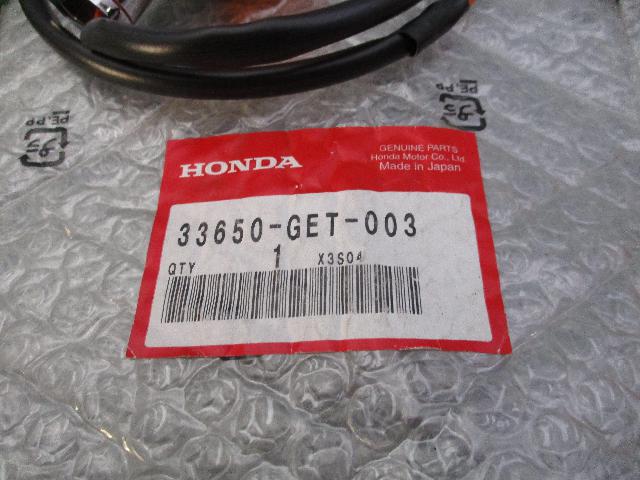 HONDA
GENUINE PARTS
Honda Motor Co., Ltd.
Made in Japan
33650-GET-003
QTY 1 X3S04
PE, PP
PE, PP